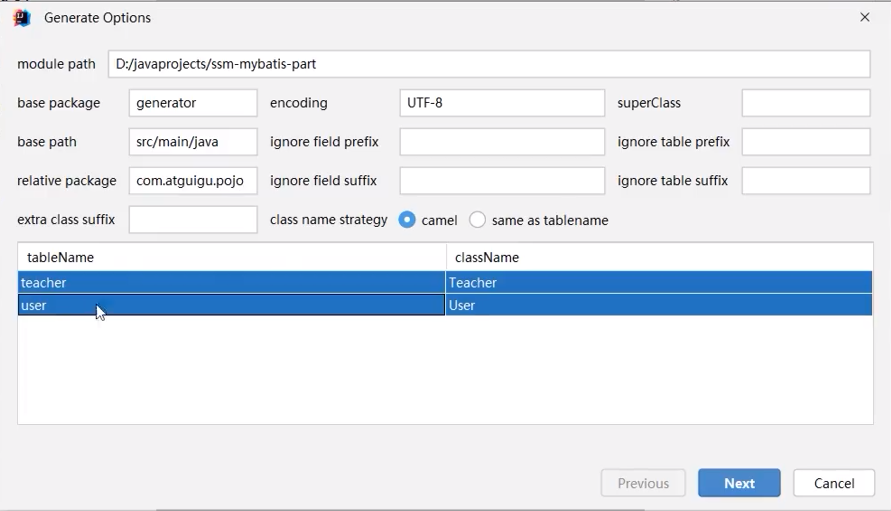 Generate Options
module path D:/javaprojects/ssm-mybatis-part
base package generator encoding UTF-8 superClass
base path src/main/java ignore field prefix ignore table prefix
relative package com.atguigu.pojo ignore field suffix ignore table suffix
extra class suffix class name strategy camel same as tablename
tableName className
teacher Teacher
user User
Previous Next Cancel